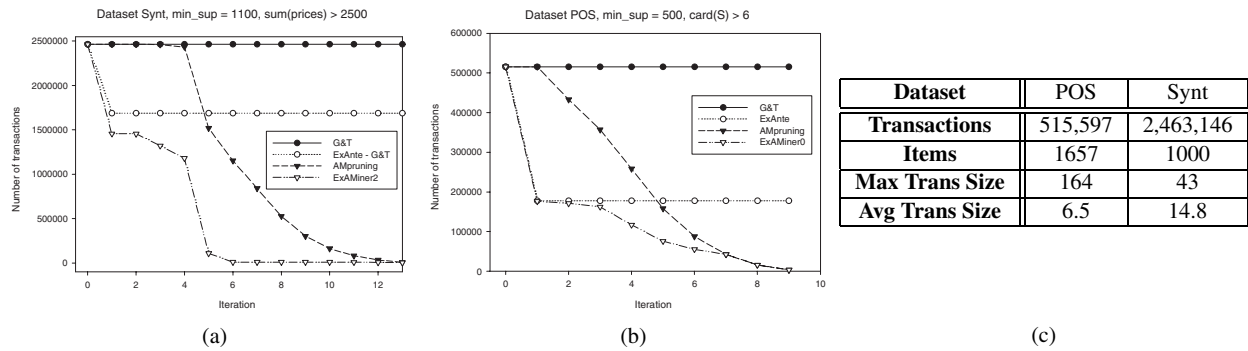 Dataset Synt, min_sup = 1100, sum(prices) > 2500
Number of transactions
2500000
2000000
1500000
1000000
500000
0
G&T
ExAnte - G&T
AMpruning
ExAMiner2
0 2 4 6 8 10 12
Iteration
(a)
Dataset POS, min_sup = 500, card(S) > 6
Number of transactions
600000
500000
400000
300000
200000
100000
0
G&T
ExAnte
AMpruning
ExAMiner0
0 2 4 6 8 10
Iteration
(b)
Dataset POS Synt
Transactions 515,597 2,463,146
Items 1657 1000
Max Trans Size 164 43
Avg Trans Size 6.5 14.8
(c)